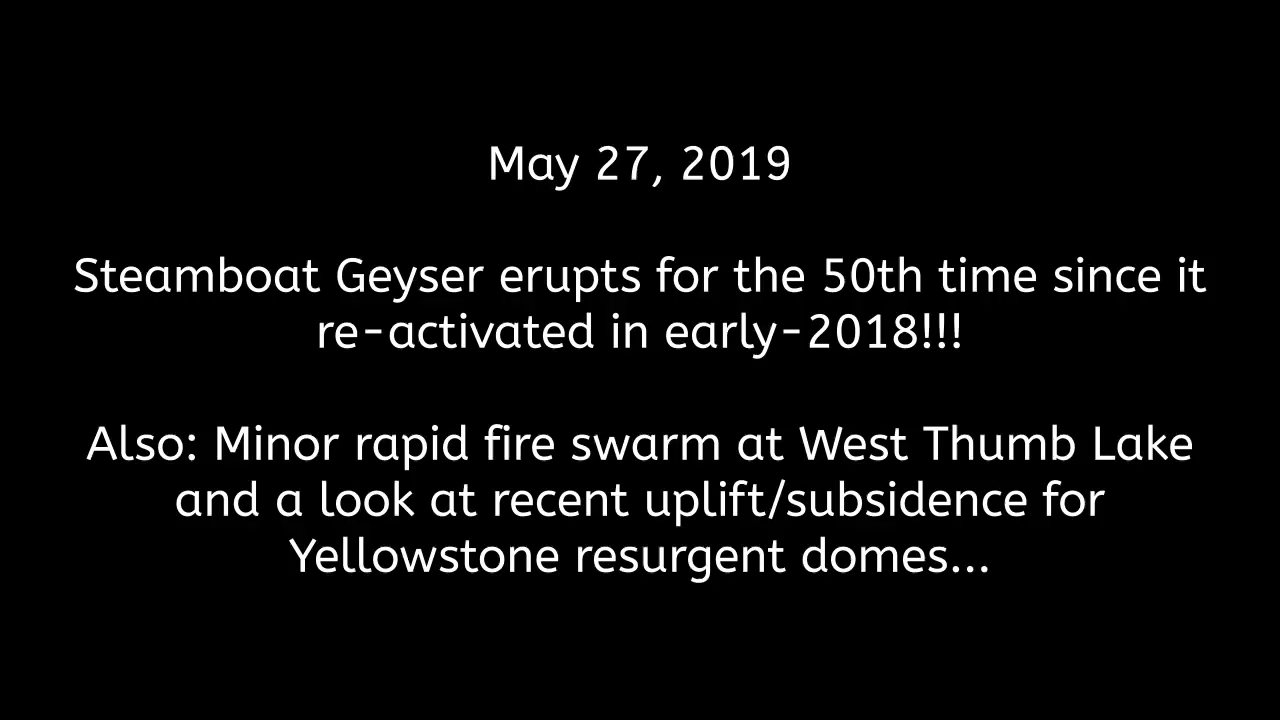 May 27, 2019
Steamboat Geyser erupts for the 50th time since it
re-activated in early-2018!!!
Also: Minor rapid fire swarm at West Thumb Lake
and a look at recent uplift/subsidence for
Yellowstone resurgent domes...